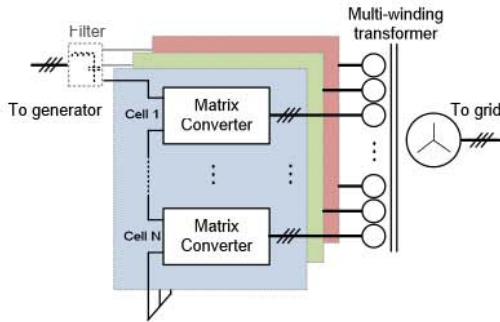 Multi-winding
transformer
Filter
To generator
To grid
Cell 1
Matrix
Converter
Cell N
Matrix
Converter